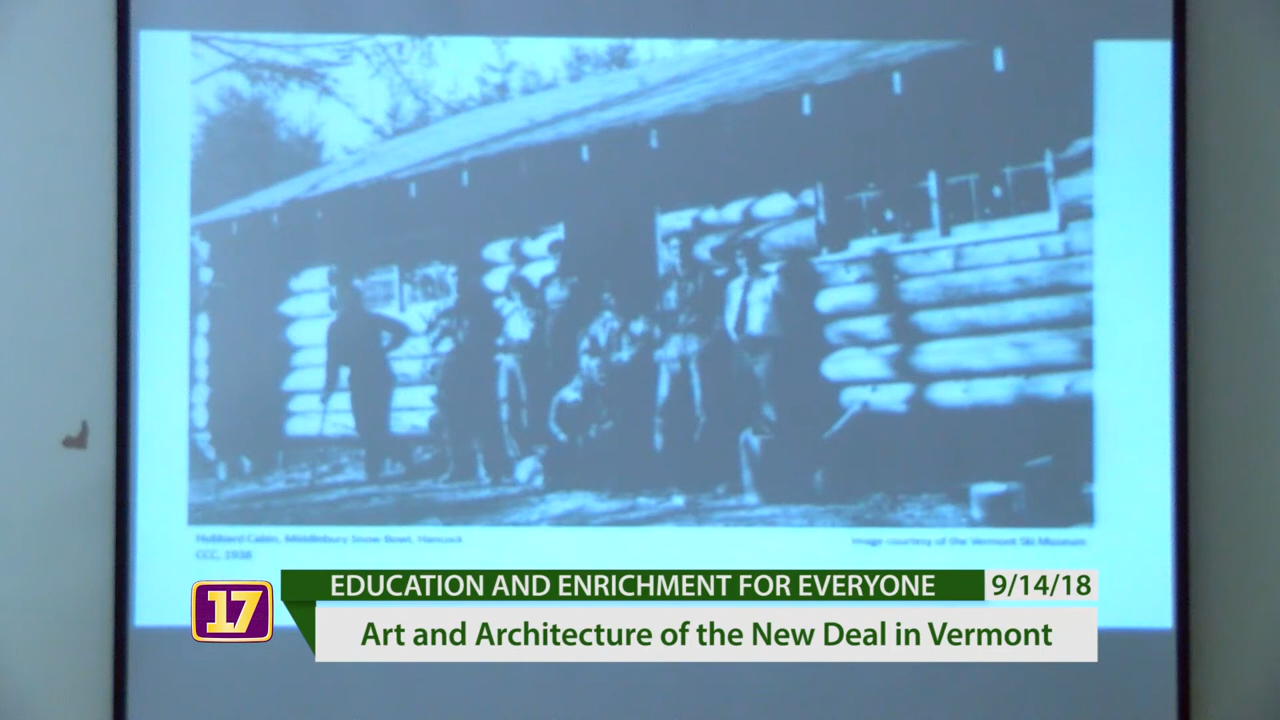 Hubbard Cabin, Middlebury Snow Bowl, Hancock
CCC, 1938
Image courtesy of the Vermont Ski Museum
17
EDUCATION AND ENRICHMENT FOR EVERYONE
9/14/18
Art and Architecture of the New Deal in Vermont